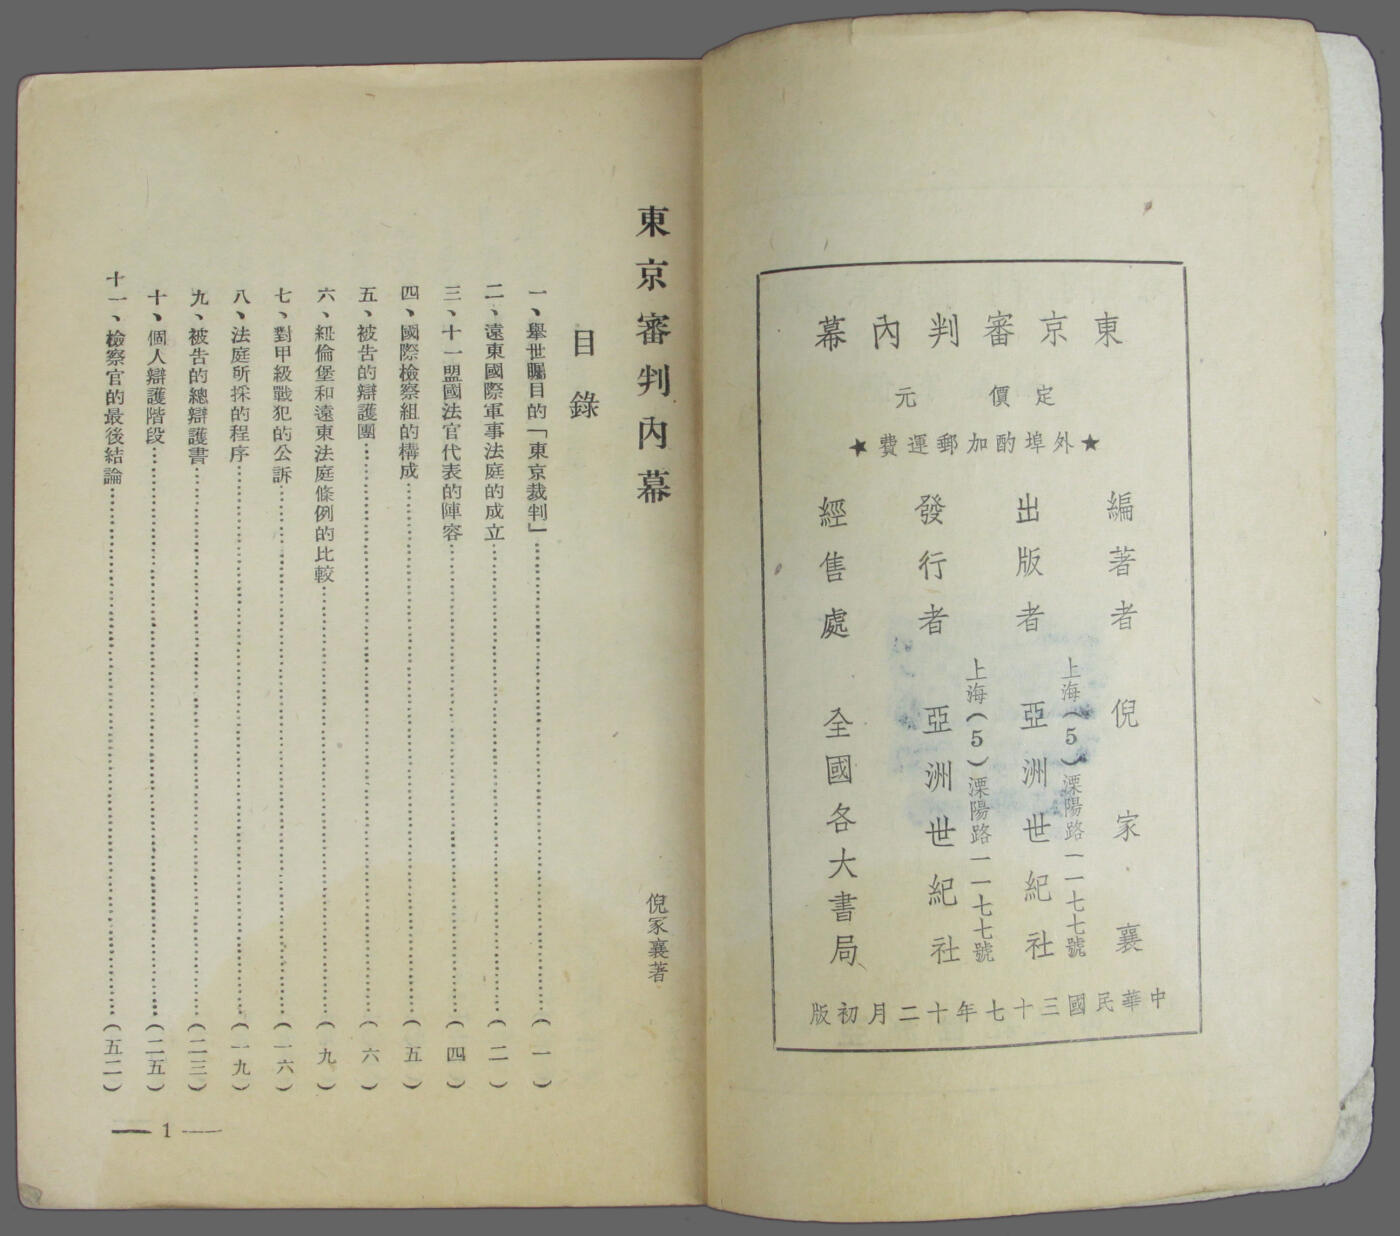 東京審判內幕
定價　元
★外埠酌加郵運費★
編著者　倪家襄
上海(5)溧陽路一一七七號
出版者　亞洲世紀社
上海(5)溧陽路一一七七號
發行者　亞洲世紀社
經售處　全國各大書局
中華民國三十七年十二月初版
東京審判內幕
倪家襄著
目錄
一、舉世矚目的「東京裁判」……(一)
二、遠東國際軍事法庭的成立……(二)
三、十一盟國法官代表的陣容……(四)
四、國際檢察組的構成……(五)
五、被告的辯護團……(六)
六、紐倫堡和遠東法庭條例的比較……(九)
七、對甲級戰犯的公訴……(一六)
八、法庭所採的程序……(一九)
九、被告的總辯護書……(二三)
十、個人辯護階段……(二五)
十一、檢察官的最後結論……(五二)
— 1 —